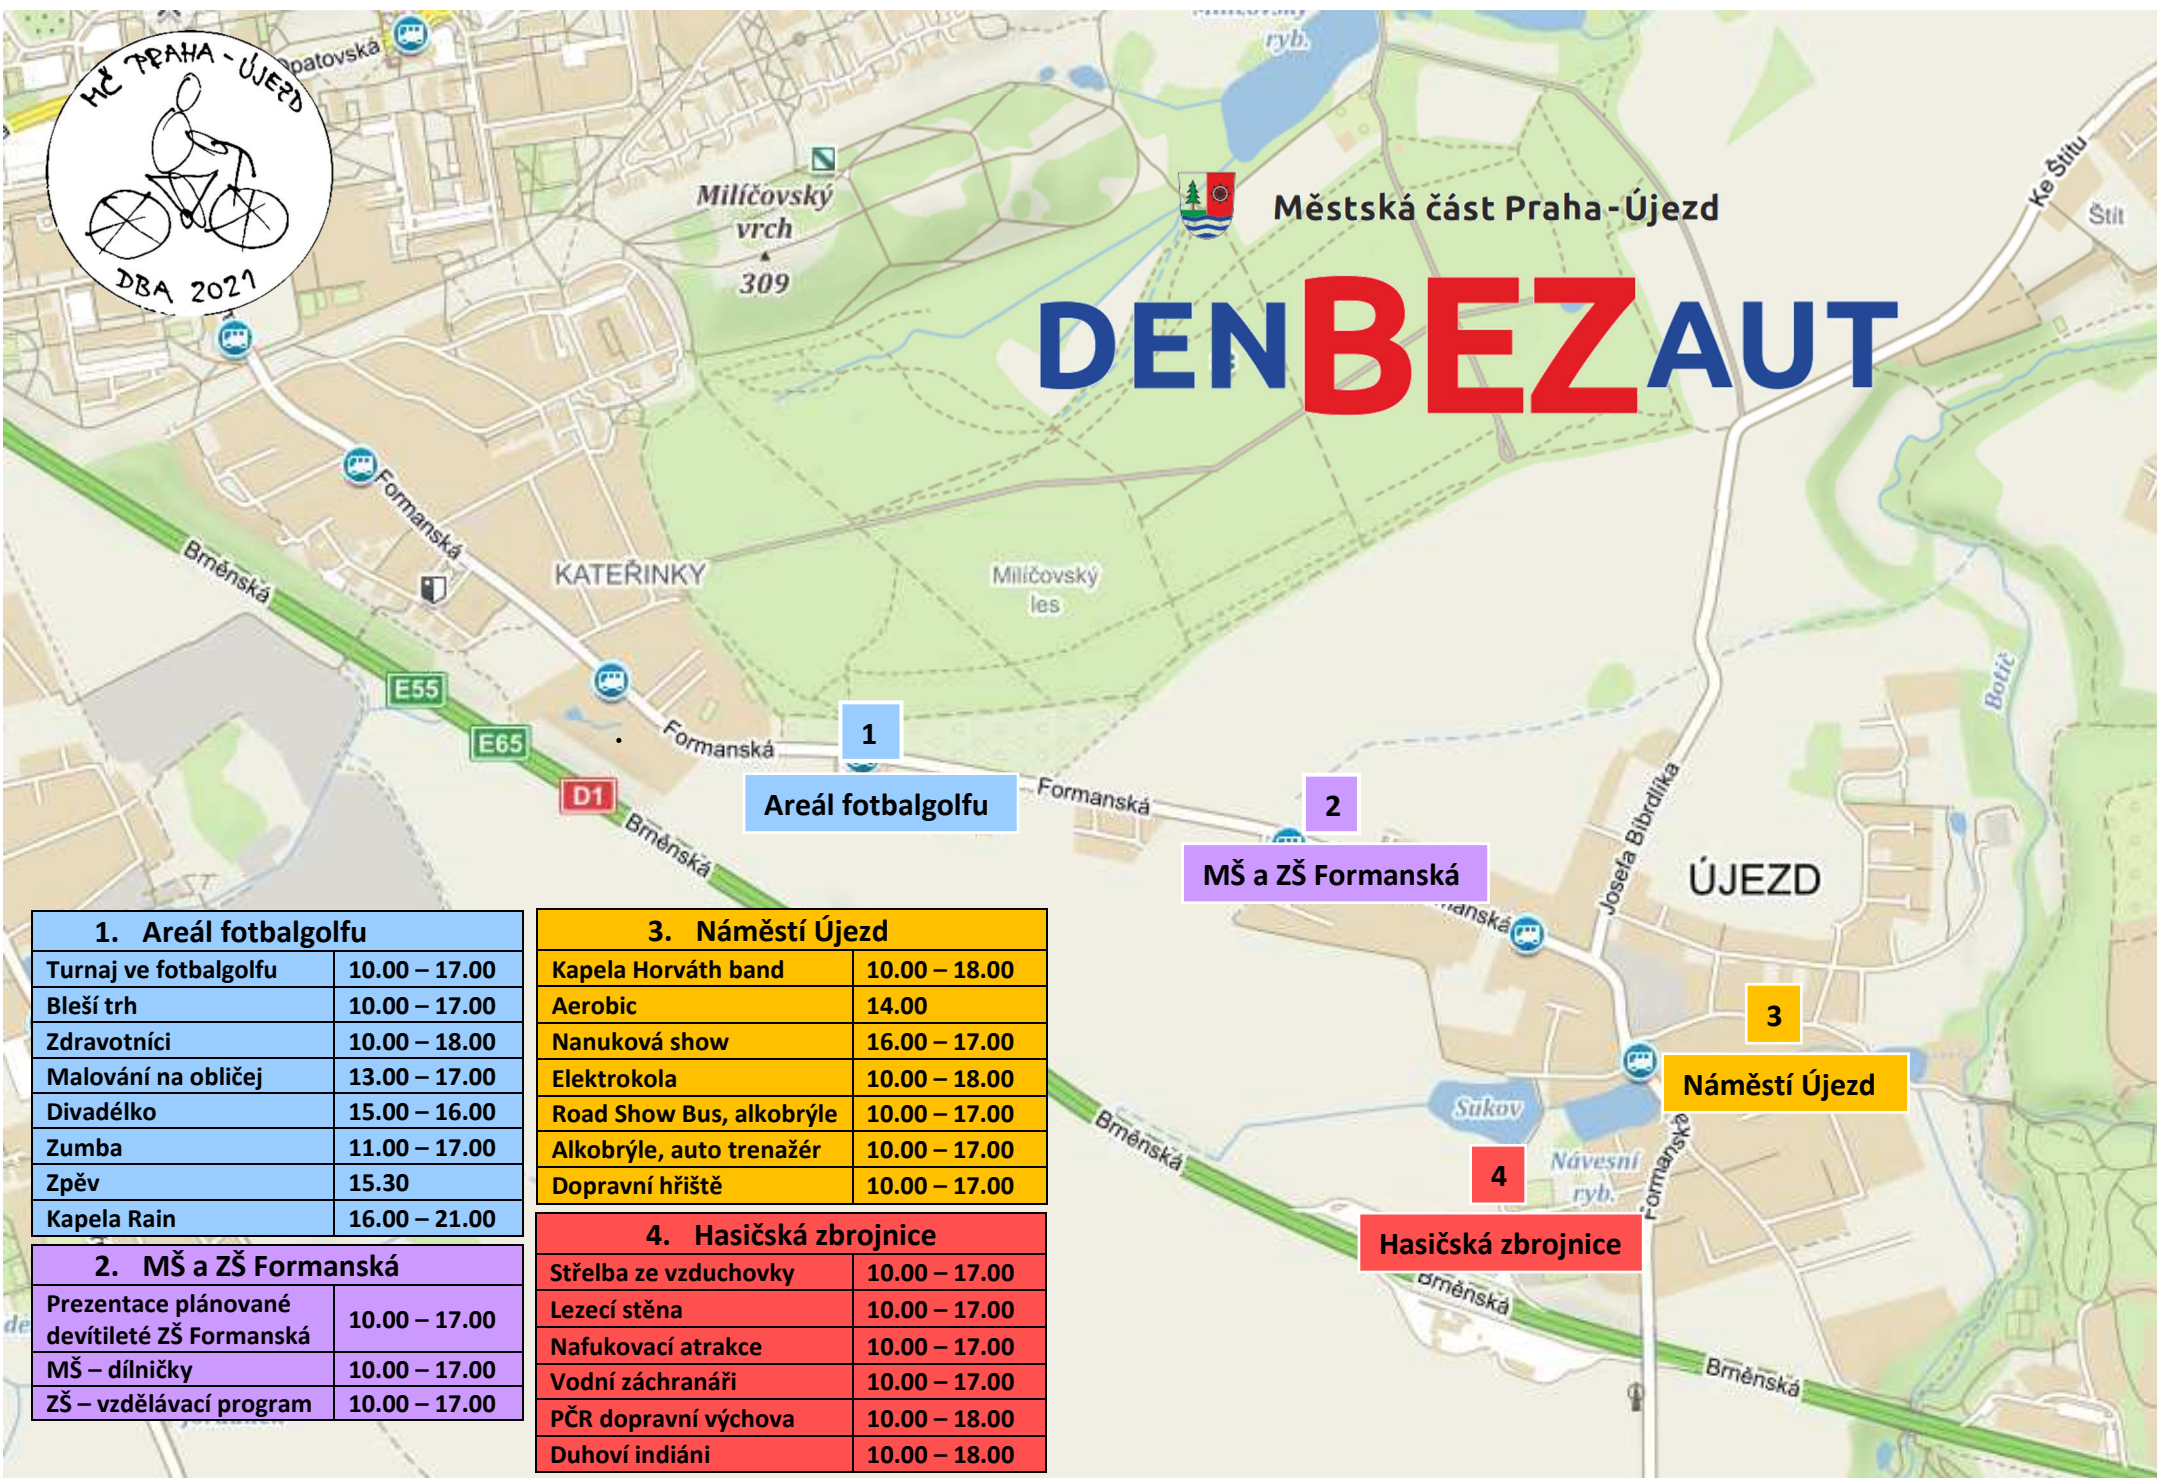 MČ PRAHA - ÚJEZD
DBA 2021
Opatovská
ryb.
Milíčovský
vrch
309
Městská část Praha-Újezd
DENBEZAUT
Ke Štítu
Štít
Formanská
Brněnská
KATEŘINKY
Milíčovský
les
E55
E65
D1
Formanská
Brněnská
1
Areál fotbalgolfu
Formanská
2
MŠ a ZŠ Formanská
Josefa Bíbrdlíka
Botič
ÚJEZD
3
Náměstí Újezd
Sukov
Návesní
ryb.
Formanská
4
Hasičská zbrojnice
Brněnská
Brněnská
Brněnská
1. Areál fotbalgolfu
Turnaj ve fotbalgolfu 10.00 – 17.00
Bleší trh 10.00 – 17.00
Zdravotníci 10.00 – 18.00
Malování na obličej 13.00 – 17.00
Divadélko 15.00 – 16.00
Zumba 11.00 – 17.00
Zpěv 15.30
Kapela Rain 16.00 – 21.00
2. MŠ a ZŠ Formanská
Prezentace plánované
devítileté ZŠ Formanská 10.00 – 17.00
MŠ – dílničky 10.00 – 17.00
ZŠ – vzdělávací program 10.00 – 17.00
3. Náměstí Újezd
Kapela Horváth band 10.00 – 18.00
Aerobic 14.00
Nanuková show 16.00 – 17.00
Elektrokola 10.00 – 18.00
Road Show Bus, alkobrýle 10.00 – 17.00
Alkobrýle, auto trenažér 10.00 – 17.00
Dopravní hřiště 10.00 – 17.00
4. Hasičská zbrojnice
Střelba ze vzduchovky 10.00 – 17.00
Lezecí stěna 10.00 – 17.00
Nafukovací atrakce 10.00 – 17.00
Vodní záchranáři 10.00 – 17.00
PČR dopravní výchova 10.00 – 18.00
Duhoví indiáni 10.00 – 18.00